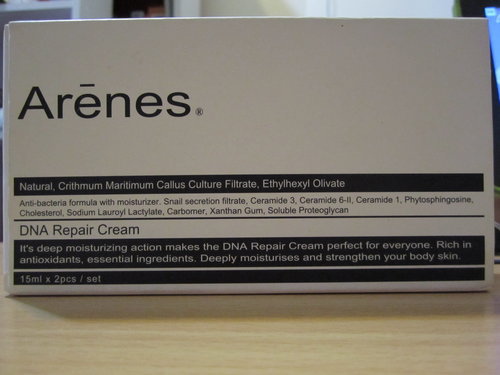 Arēnes®
Natural, Crithmum Maritimum Callus Culture Filtrate, Ethylhexyl Olivate
Anti-bacteria formula with moisturizer. Snail secretion filtrate, Ceramide 3, Ceramide 6-II, Ceramide 1, Phytosphingosine,
Cholesterol, Sodium Lauroyl Lactylate, Carbomer, Xanthan Gum, Soluble Proteoglycan
DNA Repair Cream
It's deep moisturizing action makes the DNA Repair Cream perfect for everyone. Rich in
antioxidants, essential ingredients. Deeply moisturises and strengthen your body skin.
15ml x 2pcs / set